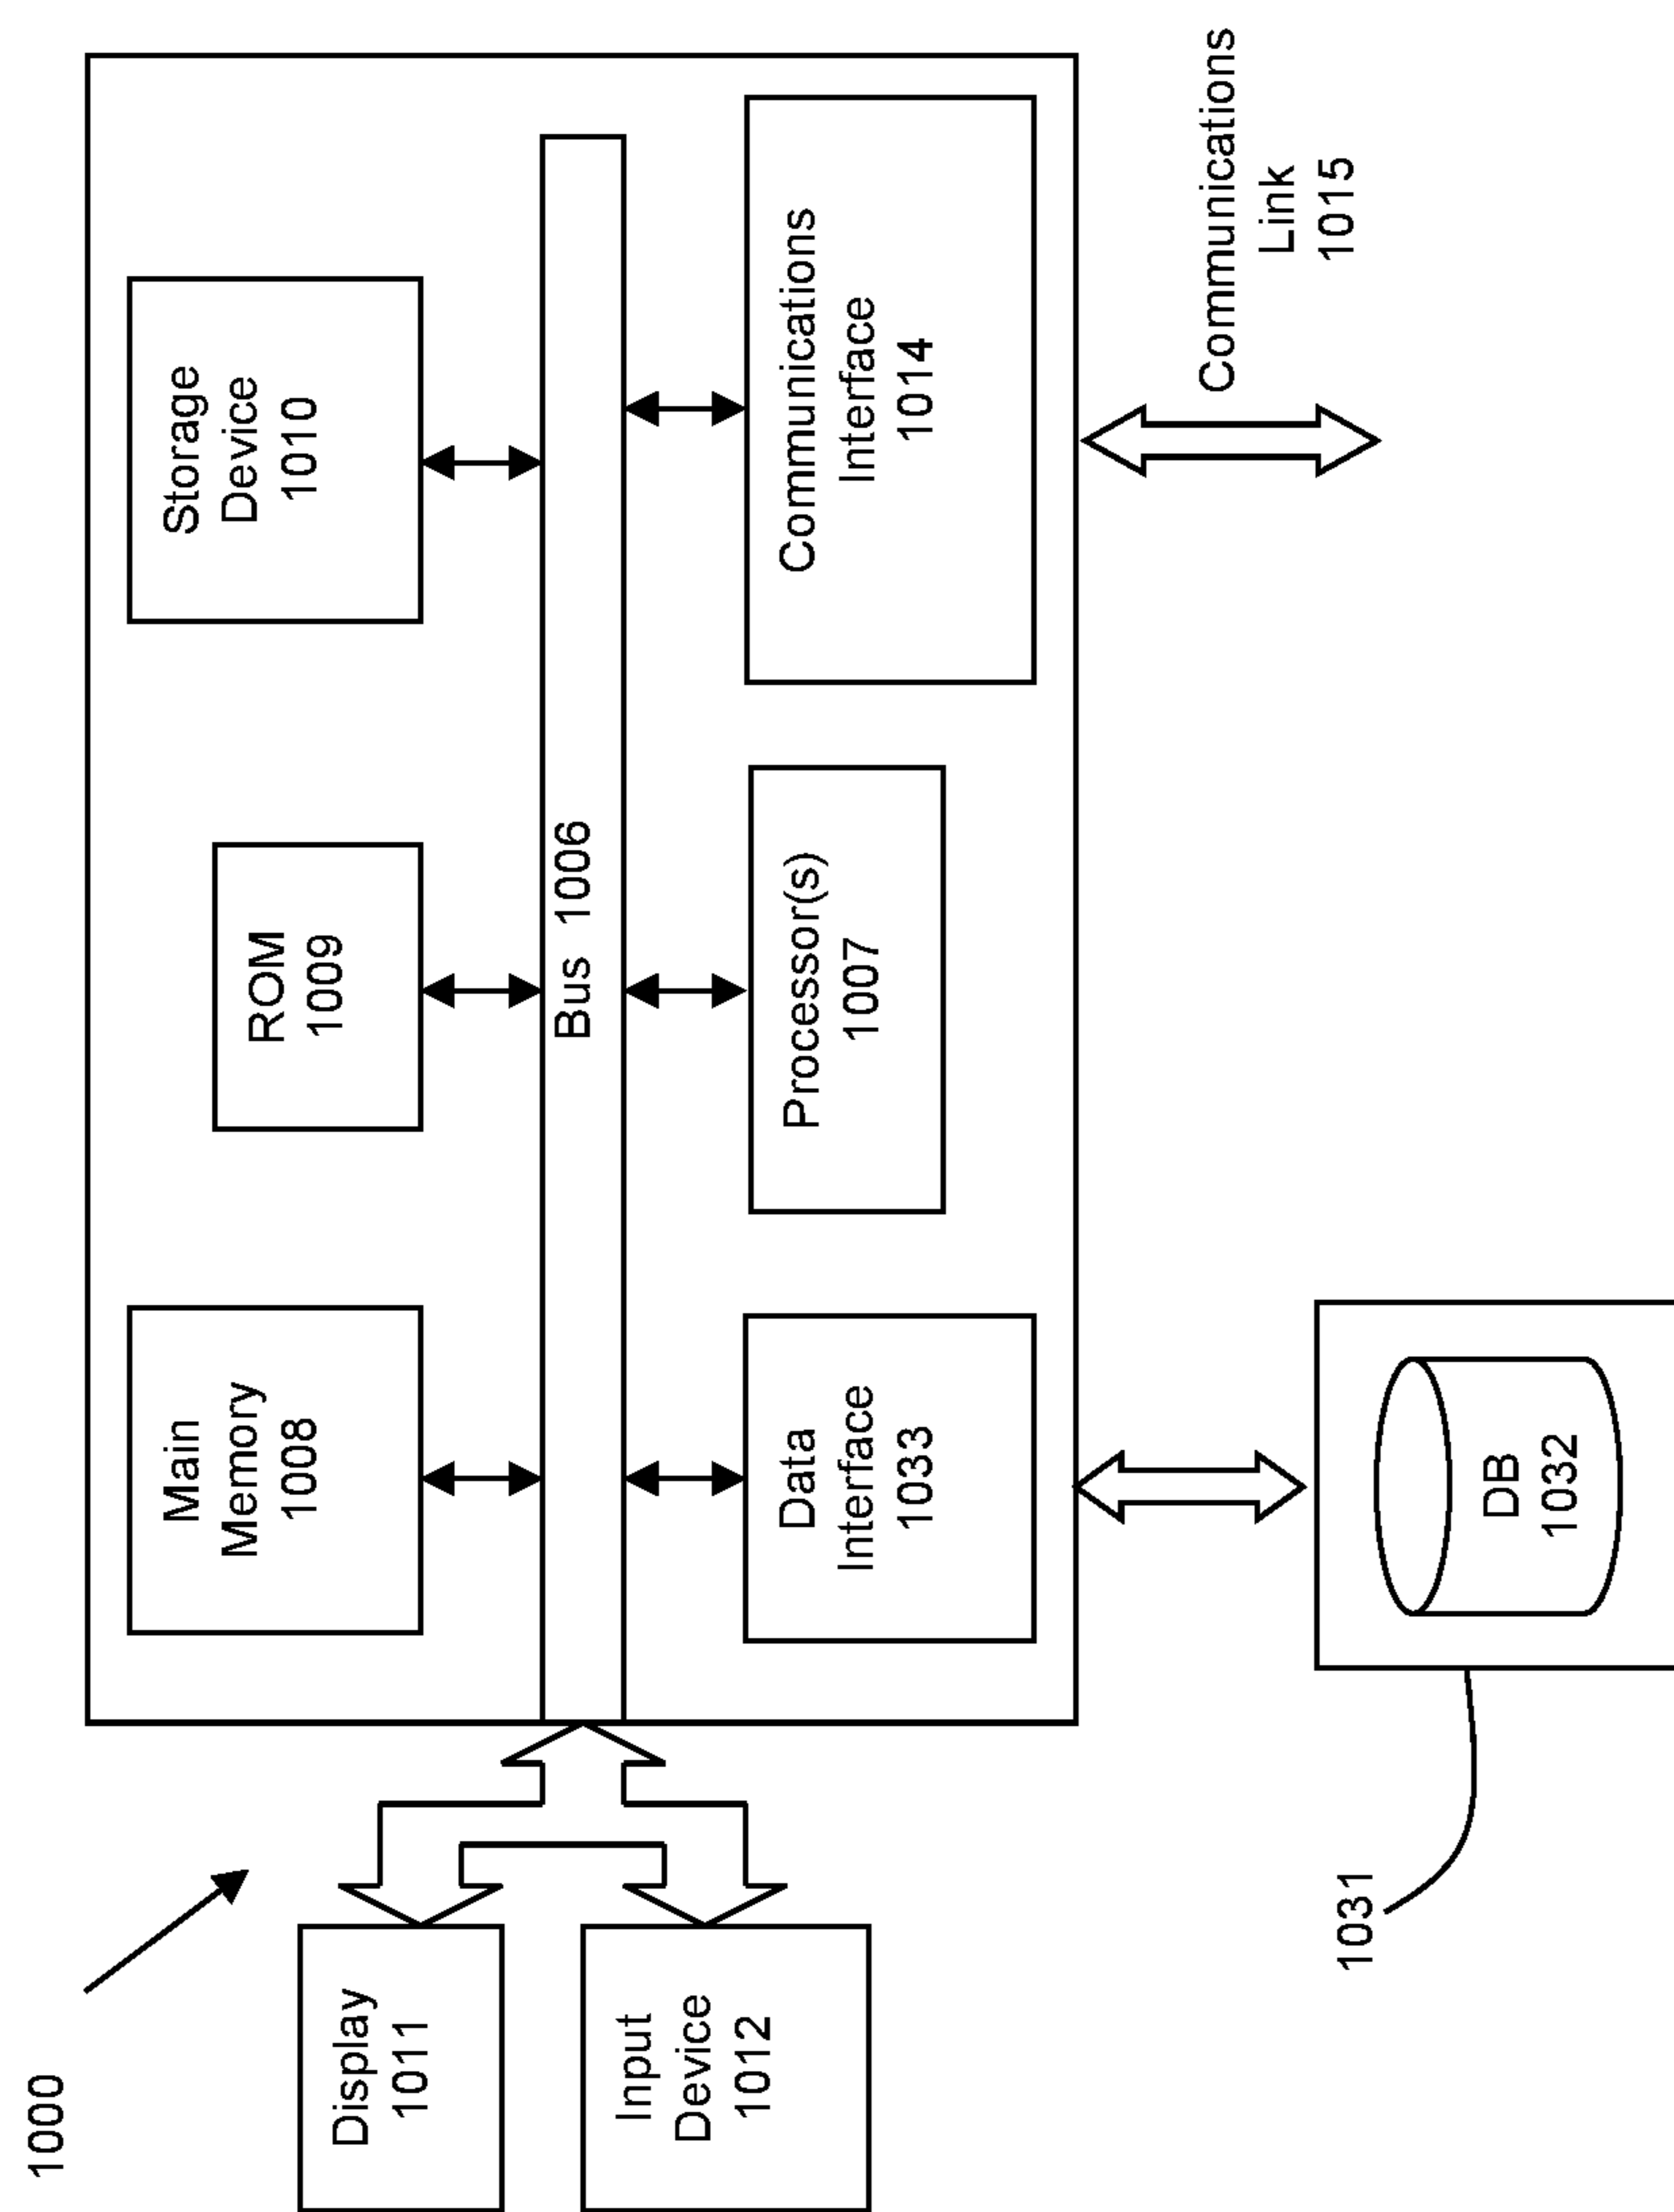 1000
Main
Memory
1008
ROM
1009
Storage
Device
1010
Display
1011
Bus 1006
Input
Device
1012
Data
Interface
1033
Processor(s)
1007
Communications
Interface
1014
Communications
Link
1015
1031
DB
1032